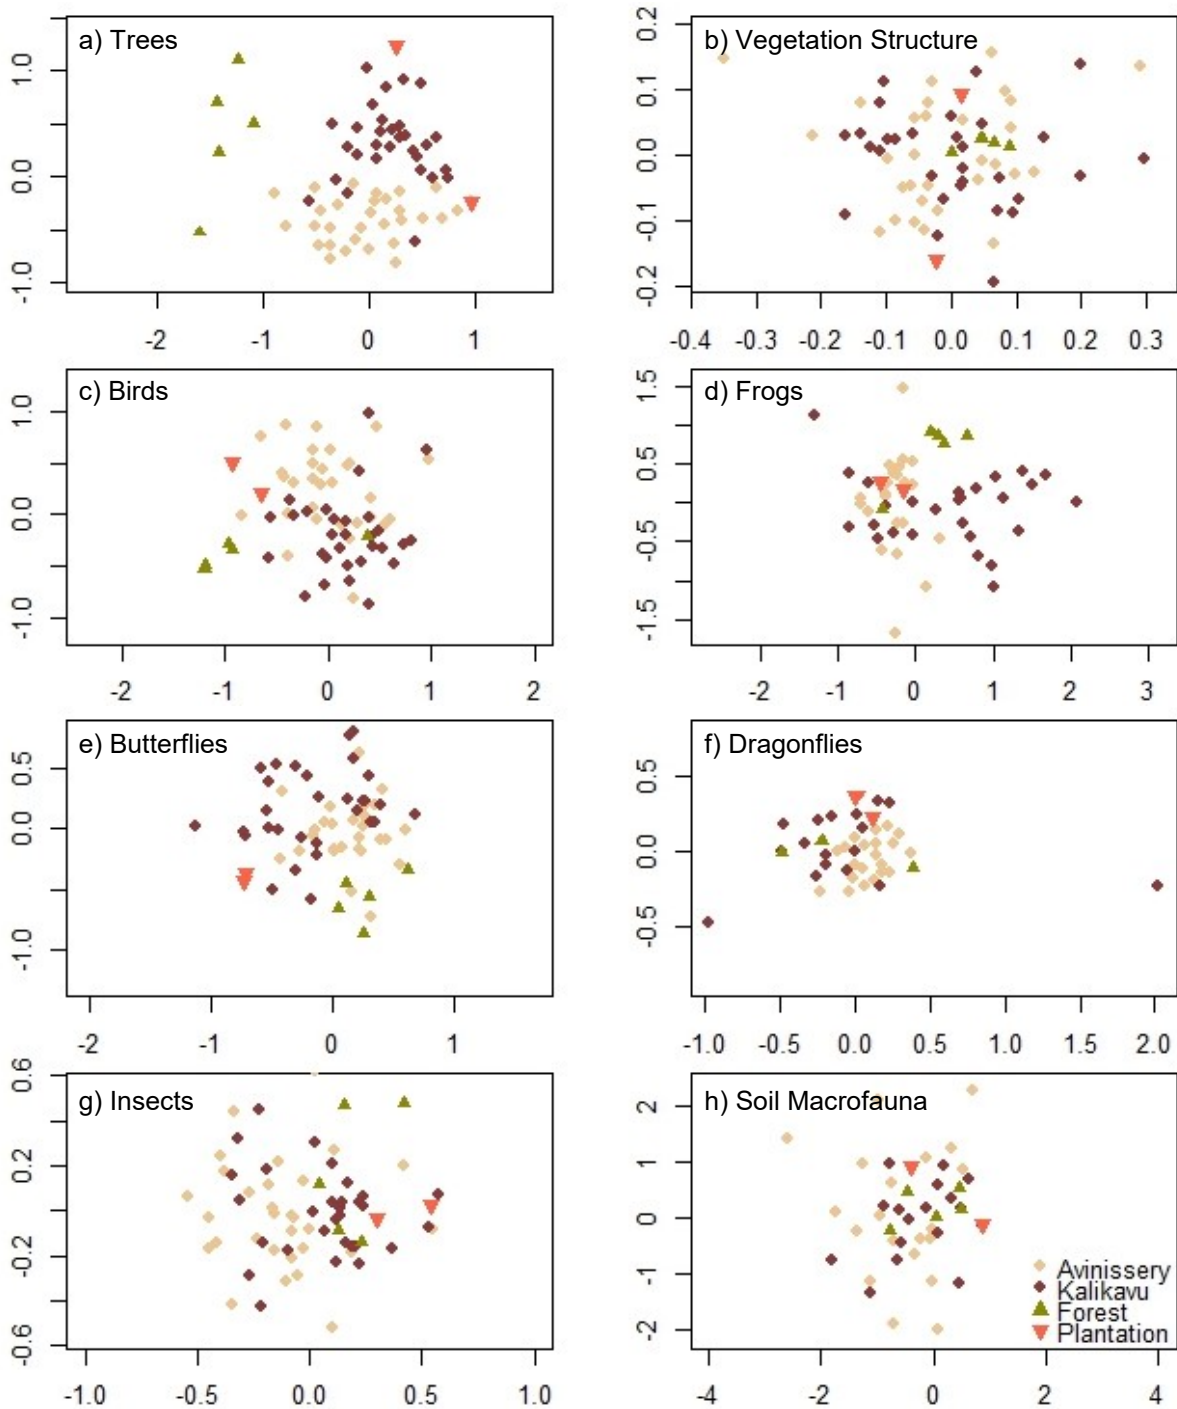 a) Trees
1.0
0.0
-1.0
-2 -1 0 1
b) Vegetation Structure
0.2
0.1
0.0
-0.1
-0.2
-0.4 -0.3 -0.2 -0.1 0.0 0.1 0.2 0.3
c) Birds
1.0
0.0
-1.0
-2 -1 0 1 2
d) Frogs
1.5
0.5
-0.5
-1.5
-2 -1 0 1 2 3
e) Butterflies
0.5
0.0
-1.0
-2 -1 0 1
f) Dragonflies
0.5
0.0
-0.5
-1.0 -0.5 0.0 0.5 1.0 1.5 2.0
g) Insects
0.6
0.2
-0.2
-0.6
-1.0 -0.5 0.0 0.5 1.0
h) Soil Macrofauna
2
1
0
-1
-2
-4 -2 0 2 4
Avinissery
Kalikavu
Forest
Plantation